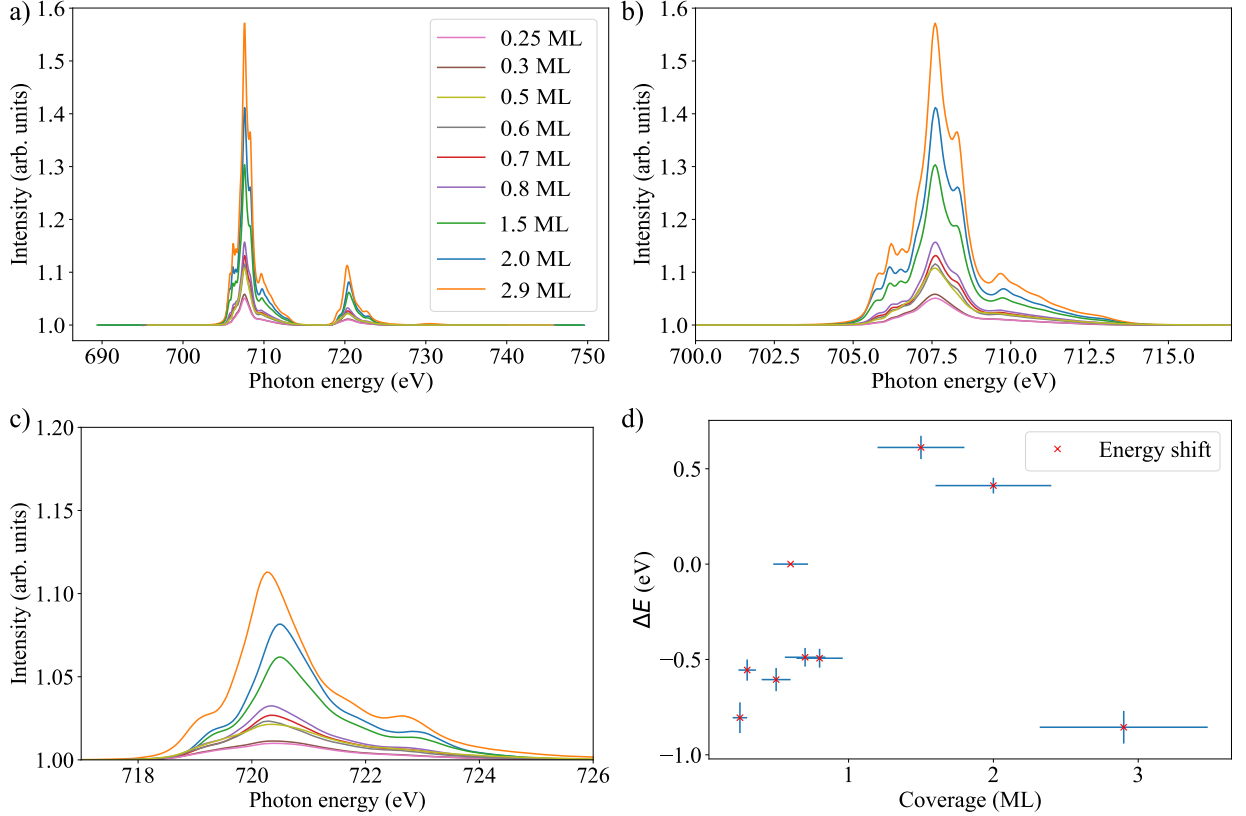 a)
1.6
1.5
1.4
1.3
1.2
1.1
1.0
Intensity (arb. units)
690 700 710 720 730 740 750
Photon energy (eV)
0.25 ML
0.3 ML
0.5 ML
0.6 ML
0.7 ML
0.8 ML
1.5 ML
2.0 ML
2.9 ML
b)
1.6
1.5
1.4
1.3
1.2
1.1
1.0
Intensity (arb. units)
700.0 702.5 705.0 707.5 710.0 712.5 715.0
Photon energy (eV)
c)
1.20
1.15
1.10
1.05
1.00
Intensity (arb. units)
718 720 722 724 726
Photon energy (eV)
d)
Energy shift
0.5
0.0
−0.5
−1.0
ΔE (eV)
1 2 3
Coverage (ML)